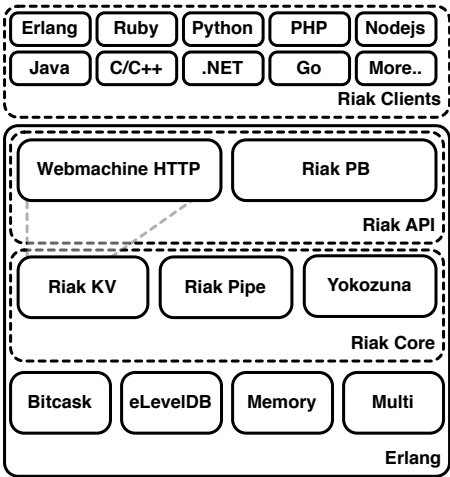 Erlang Ruby Python PHP Nodejs
Java C/C++ .NET Go More..
Riak Clients
Webmachine HTTP Riak PB
Riak API
Riak KV Riak Pipe Yokozuna
Riak Core
Bitcask eLevelDB Memory Multi
Erlang